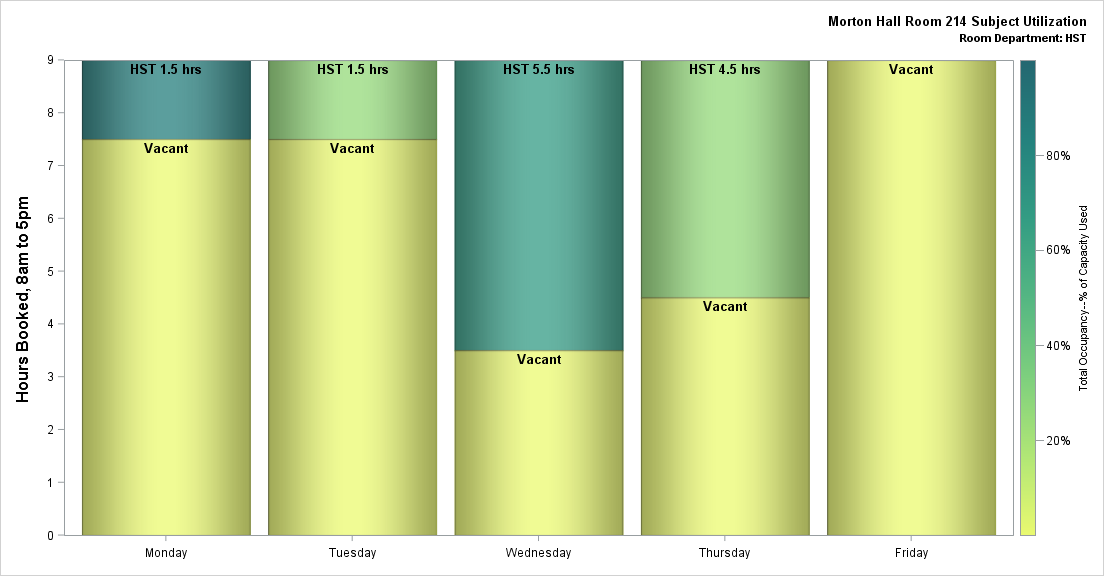 Morton Hall Room 214 Subject Utilization
Room Department: HST
Hours Booked, 8am to 5pm
9
8
7
6
5
4
3
2
1
0
HST 1.5 hrs
Vacant
HST 1.5 hrs
Vacant
HST 5.5 hrs
Vacant
HST 4.5 hrs
Vacant
Vacant
Monday
Tuesday
Wednesday
Thursday
Friday
80%
60%
40%
20%
Total Occupancy--% of Capacity Used